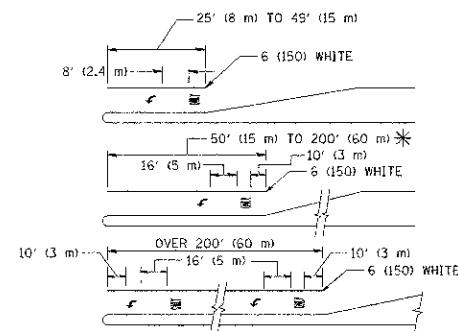 25' (8 m) TO 49' (15 m)
6 (150) WHITE
8' (2.4 m)
50' (15 m) TO 200' (60 m) *
10' (3 m)
16' (5 m)
6 (150) WHITE
OVER 200' (60 m)
10' (3 m)
16' (5 m)
10' (3 m)
6 (150) WHITE